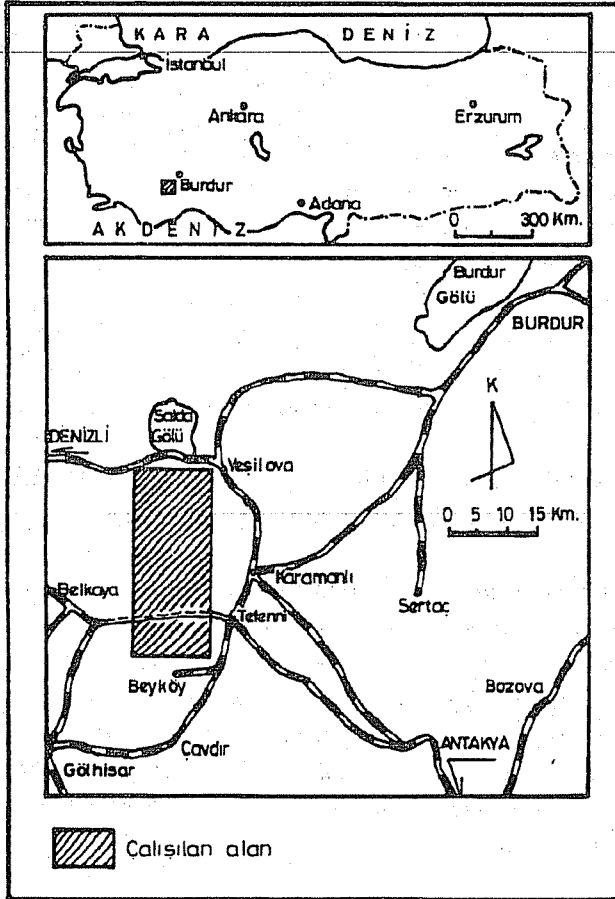 KARA DENİZ
İstanbul
Ankara
Erzurum
Burdur
Adana
AKDENİZ
0 300 Km.
Burdur
Gölü
BURDUR
K
Salda
Gölü
DENİZLİ
Yeşilova
0 5 10 15 Km.
Karamanlı
Belkaya
Sertaç
Tefenni
Beyköy
Bozova
Çavdır
ANTAKYA
Gölhisar
Çalışılan alan